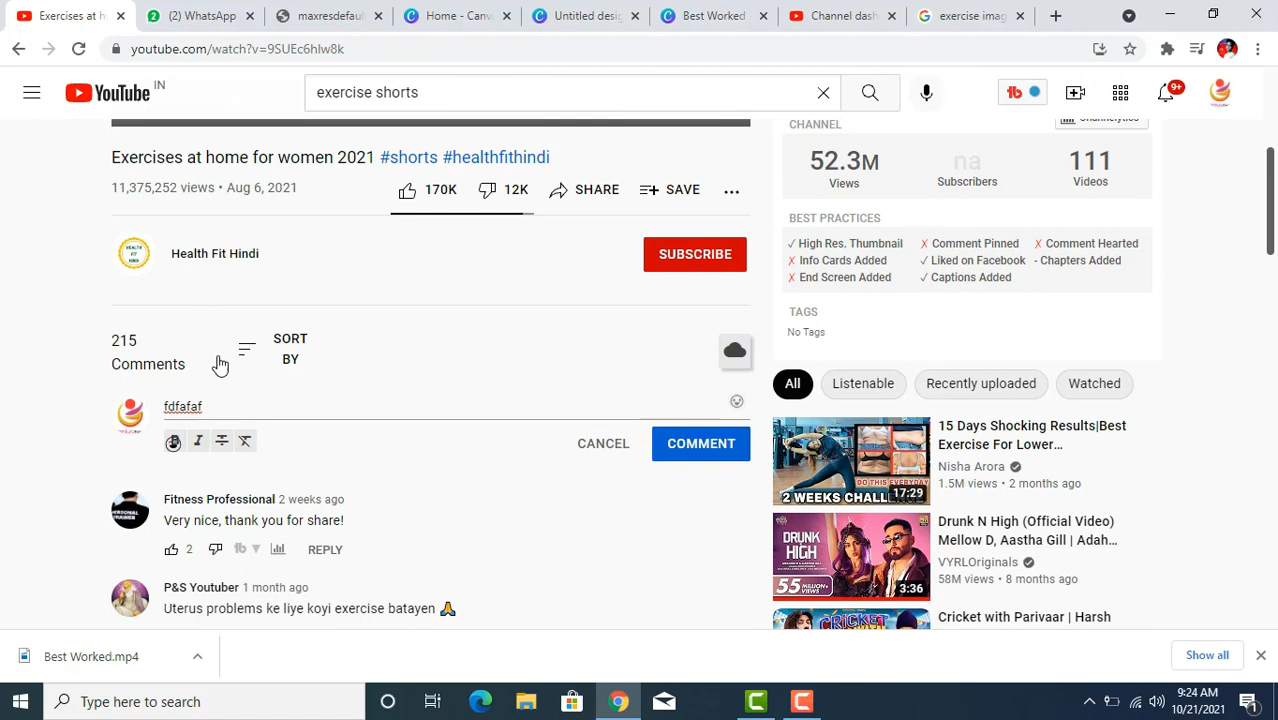 Exercises at h
(2) WhatsApp
maxresdefaul
Home - Canv
Untitled desig
Best Worked -
Channel dash
exercise imag
youtube.com/watch?v=9SUEc6hlw8k
YouTube IN
exercise shorts
9+
Exercises at home for women 2021 #shorts #healthfithindi
11,375,252 views • Aug 6, 2021
170K
12K
SHARE
SAVE
Health Fit Hindi
SUBSCRIBE
215
Comments
SORT
BY
fdfafaf
CANCEL
COMMENT
Fitness Professional 2 weeks ago
Very nice, thank you for share!
2
REPLY
P&S Youtuber 1 month ago
Uterus problems ke liye koyi exercise batayen 🙏
CHANNEL
Channelytics
52.3M
na
111
Views
Subscribers
Videos
BEST PRACTICES
✓ High Res. Thumbnail
✗ Comment Pinned
✗ Comment Hearted
✗ Info Cards Added
✓ Liked on Facebook
- Chapters Added
✗ End Screen Added
✓ Captions Added
TAGS
No Tags
All
Listenable
Recently uploaded
Watched
15 Days Shocking Results|Best
Exercise For Lower…
Nisha Arora
1.5M views • 2 months ago
DO THIS EVERYDAY
2 WEEKS CHALL
17:29
Drunk N High (Official Video)
Mellow D, Aastha Gill | Adah…
VYRLOriginals
58M views • 8 months ago
DRUNK
HIGH
55 MILLION+
VIEWS
3:36
Cricket with Parivaar | Harsh
Best Worked.mp4
Show all
Type here to search
9:24 AM
10/21/2021
1